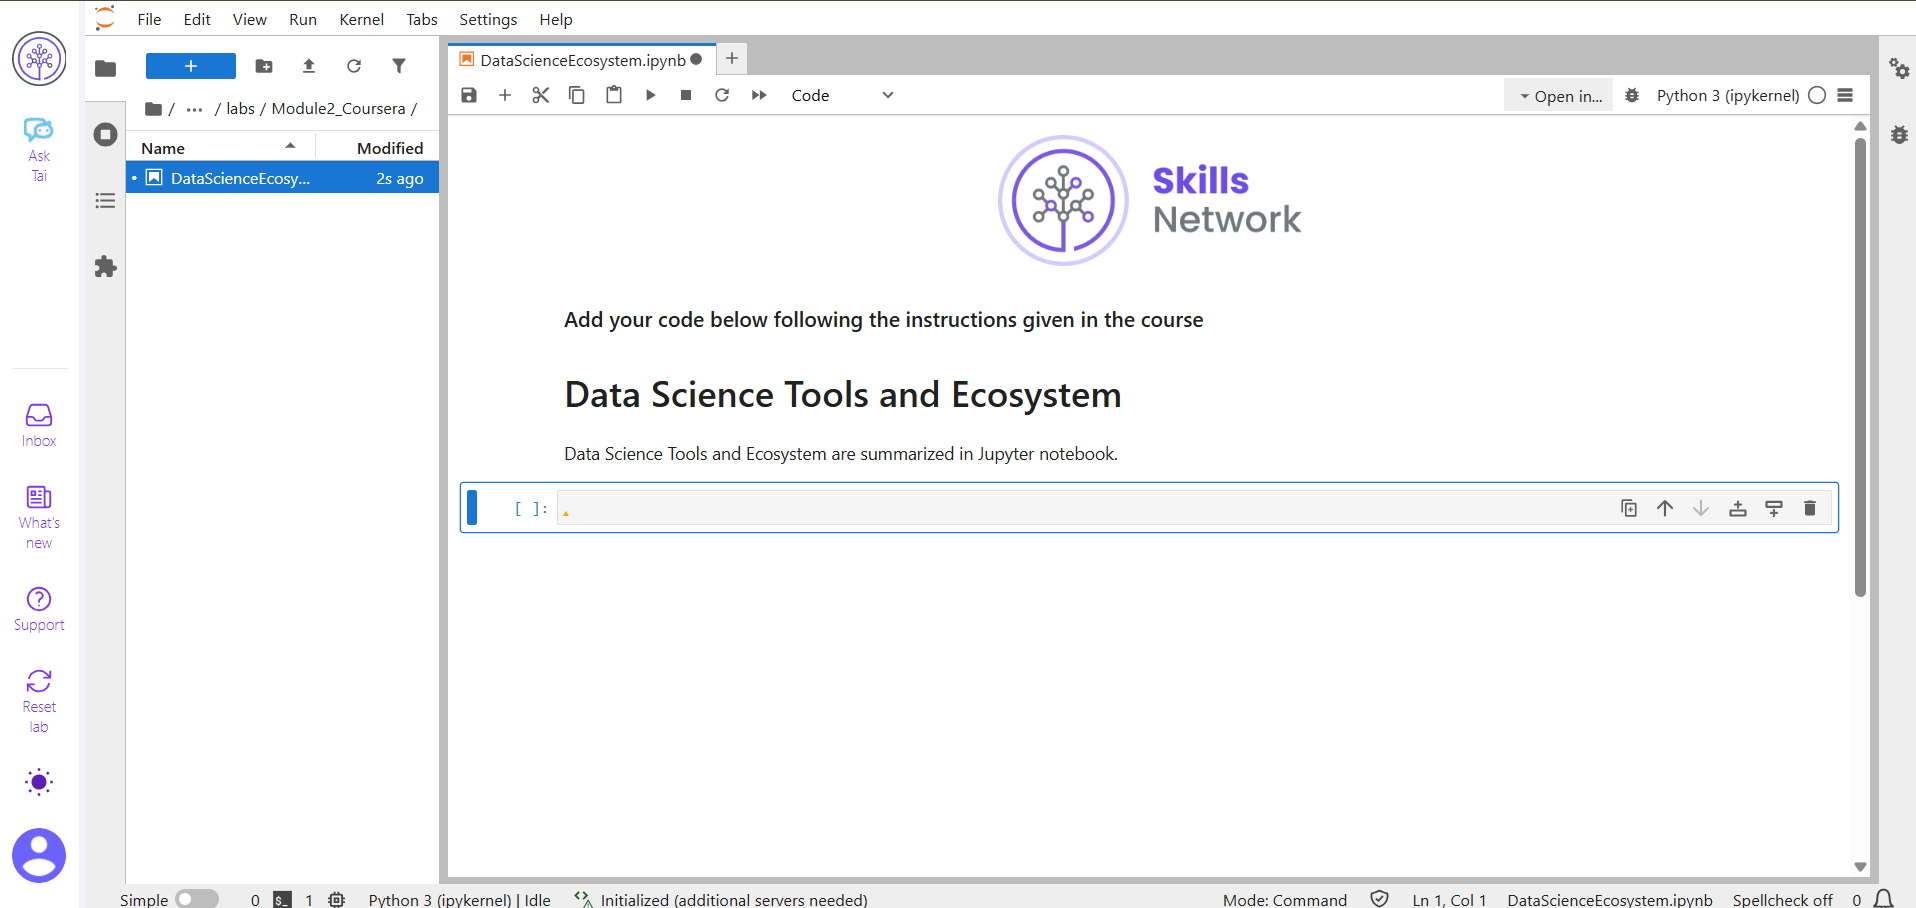 File Edit View Run Kernel Tabs Settings Help
Ask
Tai
Inbox
What's
new
Support
Reset
lab
+
/ ... / labs / Module2_Coursera /
Name Modified
DataScienceEcosy... 2s ago
DataScienceEcosystem.ipynb
Code
Open in...
Python 3 (ipykernel)
Skills
Network
Add your code below following the instructions given in the course
Data Science Tools and Ecosystem
Data Science Tools and Ecosystem are summarized in Jupyter notebook.
[ ]:
Simple 0 $_ 1 Python 3 (ipykernel) | Idle Initialized (additional servers needed) Mode: Command Ln 1, Col 1 DataScienceEcosystem.ipynb Spellcheck off 0